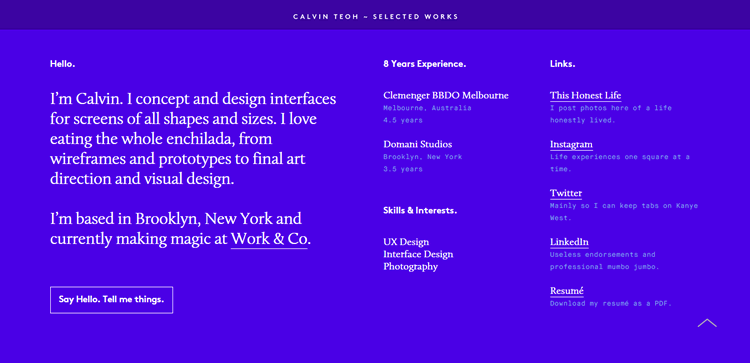 CALVIN TEOH – SELECTED WORKS
Hello.
I'm Calvin. I concept and design interfaces
for screens of all shapes and sizes. I love
eating the whole enchilada, from
wireframes and prototypes to final art
direction and visual design.
I'm based in Brooklyn, New York and
currently making magic at Work & Co.
Say Hello. Tell me things.
8 Years Experience.
Clemenger BBDO Melbourne
Melbourne, Australia
4.5 years
Domani Studios
Brooklyn, New York
3.5 years
Skills & Interests.
UX Design
Interface Design
Photography
Links.
This Honest Life
I post photos here of a life
honestly lived.
Instagram
Life experiences one square at a
time.
Twitter
Mainly so I can keep tabs on Kanye
West.
LinkedIn
Useless endorsements and
professional mumbo jumbo.
Resumé
Download my resumé as a PDF.